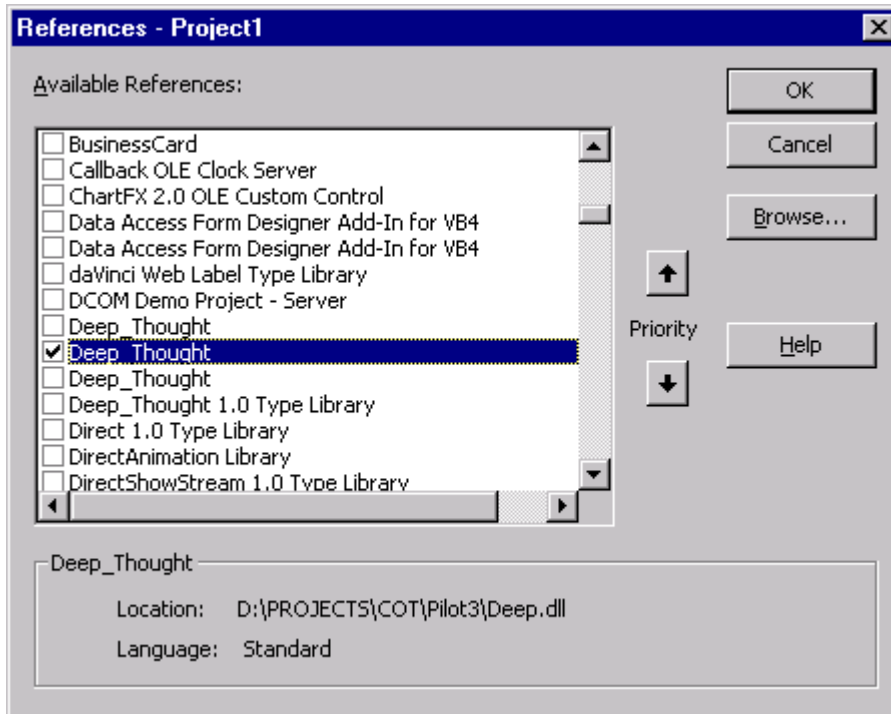 References - Project1
Available References:
BusinessCard
Callback OLE Clock Server
ChartFX 2.0 OLE Custom Control
Data Access Form Designer Add-In for VB4
Data Access Form Designer Add-In for VB4
daVinci Web Label Type Library
DCOM Demo Project - Server
Deep_Thought
Deep_Thought
Deep_Thought
Deep_Thought 1.0 Type Library
Direct 1.0 Type Library
DirectAnimation Library
DirectShowStream 1.0 Type Library
Priority
OK
Cancel
Browse...
Help
Deep_Thought
Location: D:\PROJECTS\COT\Pilot3\Deep.dll
Language: Standard